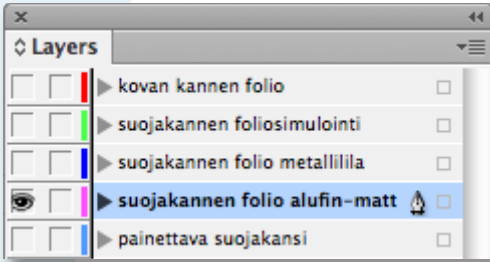 Layers
kovan kannen folio
suojakannen foliosimulointi
suojakannen folio metallilila
suojakannen folio alufin-matt
painettava suojakansi